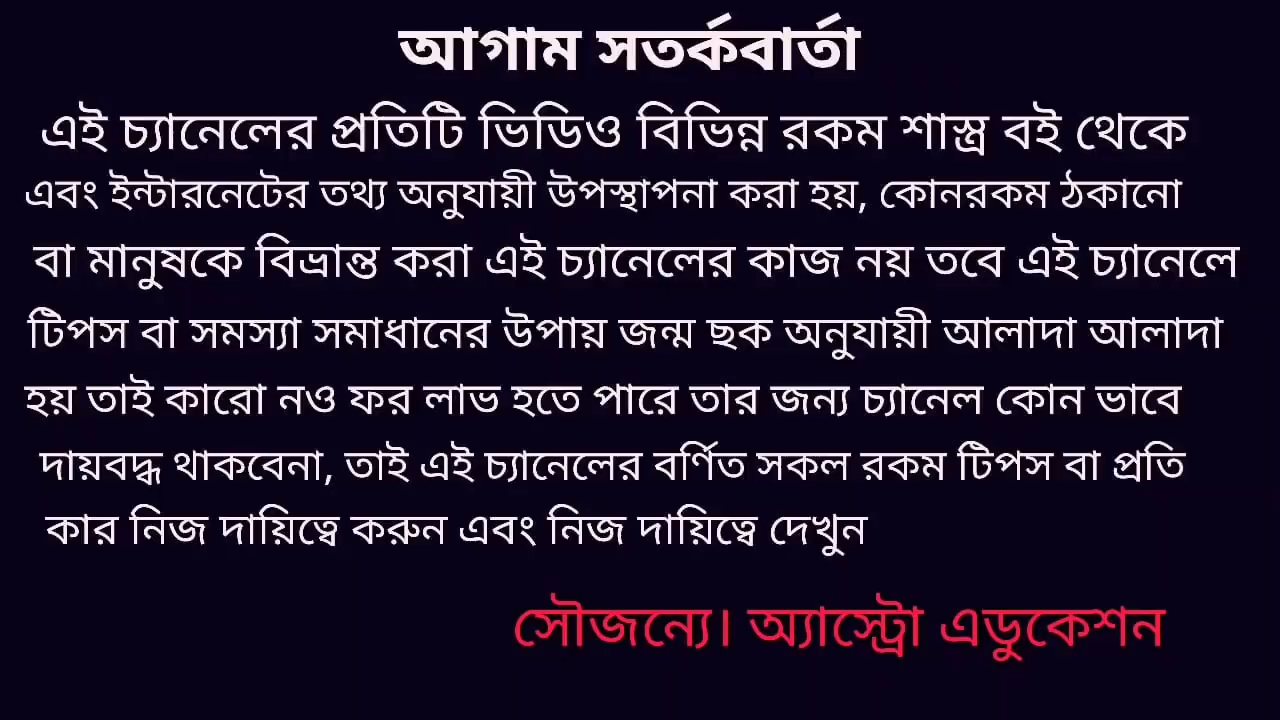 আগাম সতর্কবার্তা
এই চ্যানেলের প্রতিটি ভিডিও বিভিন্ন রকম শাস্ত্র বই থেকে
এবং ইন্টারনেটের তথ্য অনুযায়ী উপস্থাপনা করা হয়, কোনরকম ঠকানো
বা মানুষকে বিভ্রান্ত করা এই চ্যানেলের কাজ নয় তবে এই চ্যানেলে
টিপস বা সমস্যা সমাধানের উপায় জন্ম ছক অনুযায়ী আলাদা আলাদা
হয় তাই কারো নও ফর লাভ হতে পারে তার জন্য চ্যানেল কোন ভাবে
দায়বদ্ধ থাকবেনা, তাই এই চ্যানেলের বর্ণিত সকল রকম টিপস বা প্রতি
কার নিজ দায়িত্বে করুন এবং নিজ দায়িত্বে দেখুন
সৌজন্যে। অ্যাস্ট্রো এডুকেশন